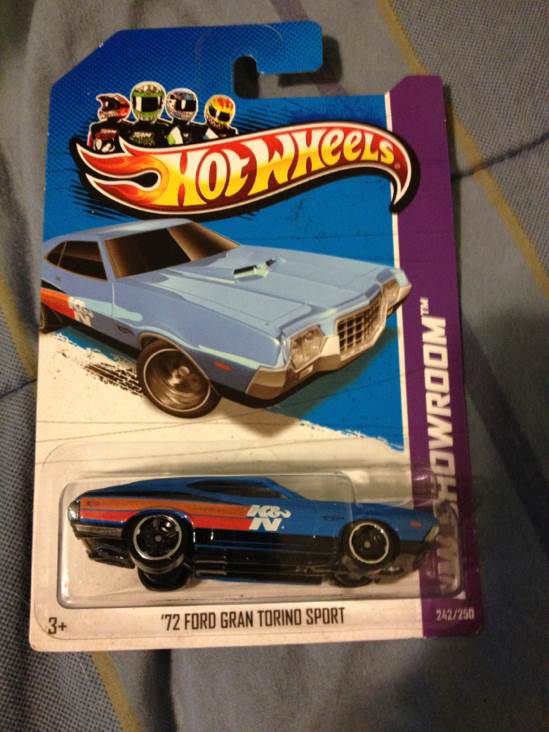 HOT WHEELS®
K&N
HW SHOWROOM™
K&N®
3+
'72 FORD GRAN TORINO SPORT
242/250